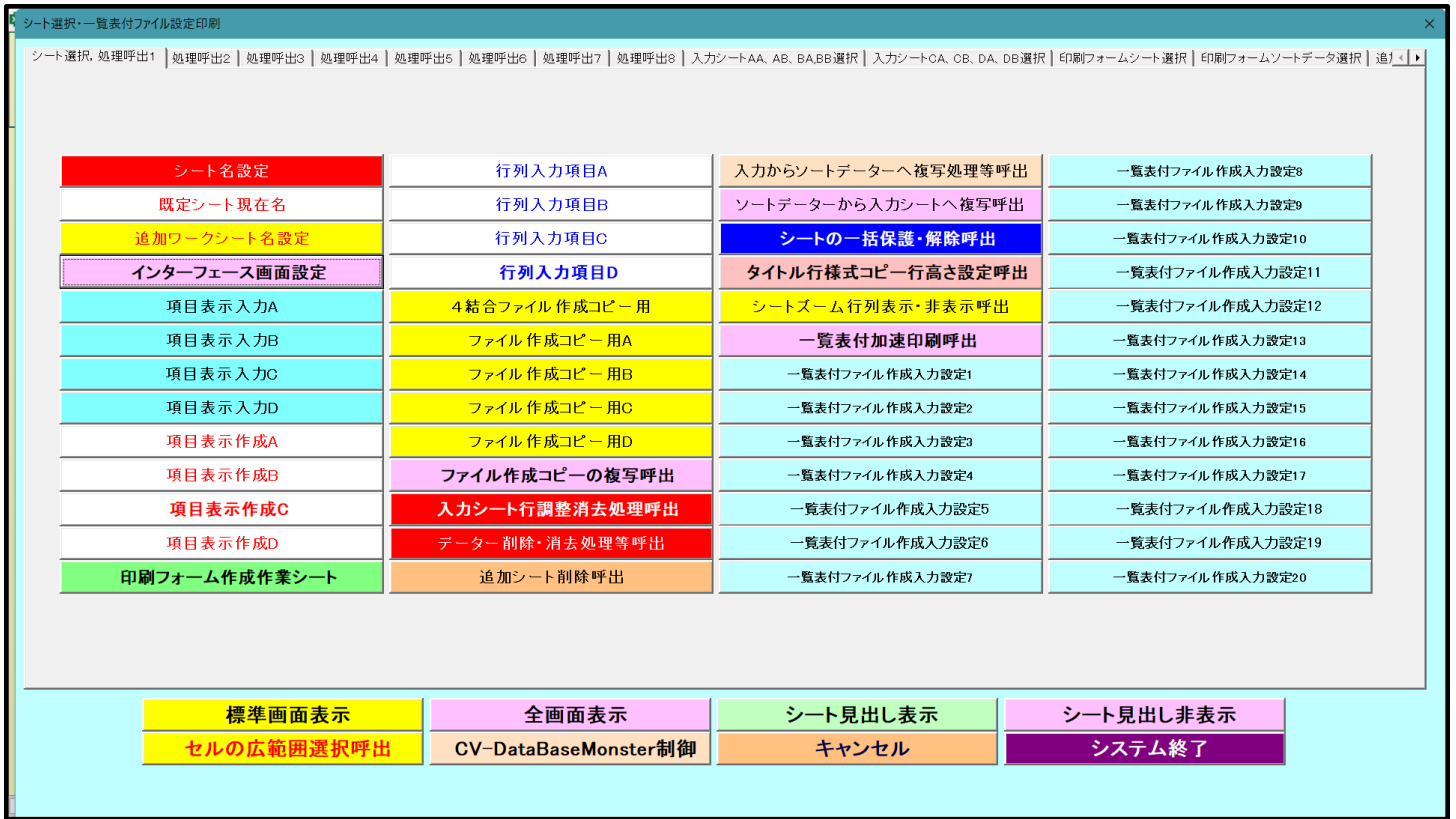 シート選択・一覧表付ファイル設定印刷
シート選択, 処理呼出1
処理呼出2
処理呼出3
処理呼出4
処理呼出5
処理呼出6
処理呼出7
処理呼出8
入力シートAA、AB、BA,BB選択
入力シートCA、CB、DA、DB選択
印刷フォームシート選択
印刷フォームソートデータ選択
シート名設定
既定シート現在名
追加ワークシート名設定
インターフェース画面設定
項目表示入力A
項目表示入力B
項目表示入力C
項目表示入力D
項目表示作成A
項目表示作成B
項目表示作成C
項目表示作成D
印刷フォーム作成作業シート
行列入力項目A
行列入力項目B
行列入力項目C
行列入力項目D
4結合ファイル作成コピー用
ファイル作成コピー用A
ファイル作成コピー用B
ファイル作成コピー用C
ファイル作成コピー用D
ファイル作成コピーの複写呼出
入力シート行調整消去処理呼出
データー削除・消去処理等呼出
追加シート削除呼出
入力からソートデーターへ複写処理等呼出
ソートデーターから入力シートへ複写呼出
シートの一括保護・解除呼出
タイトル行様式コピー行高さ設定呼出
シートズーム行列表示・非表示呼出
一覧表付加速印刷呼出
一覧表付ファイル作成入力設定1
一覧表付ファイル作成入力設定2
一覧表付ファイル作成入力設定3
一覧表付ファイル作成入力設定4
一覧表付ファイル作成入力設定5
一覧表付ファイル作成入力設定6
一覧表付ファイル作成入力設定7
一覧表付ファイル作成入力設定8
一覧表付ファイル作成入力設定9
一覧表付ファイル作成入力設定10
一覧表付ファイル作成入力設定11
一覧表付ファイル作成入力設定12
一覧表付ファイル作成入力設定13
一覧表付ファイル作成入力設定14
一覧表付ファイル作成入力設定15
一覧表付ファイル作成入力設定16
一覧表付ファイル作成入力設定17
一覧表付ファイル作成入力設定18
一覧表付ファイル作成入力設定19
一覧表付ファイル作成入力設定20
標準画面表示
全画面表示
シート見出し表示
シート見出し非表示
セルの広範囲選択呼出
CV-DataBaseMonster制御
キャンセル
システム終了